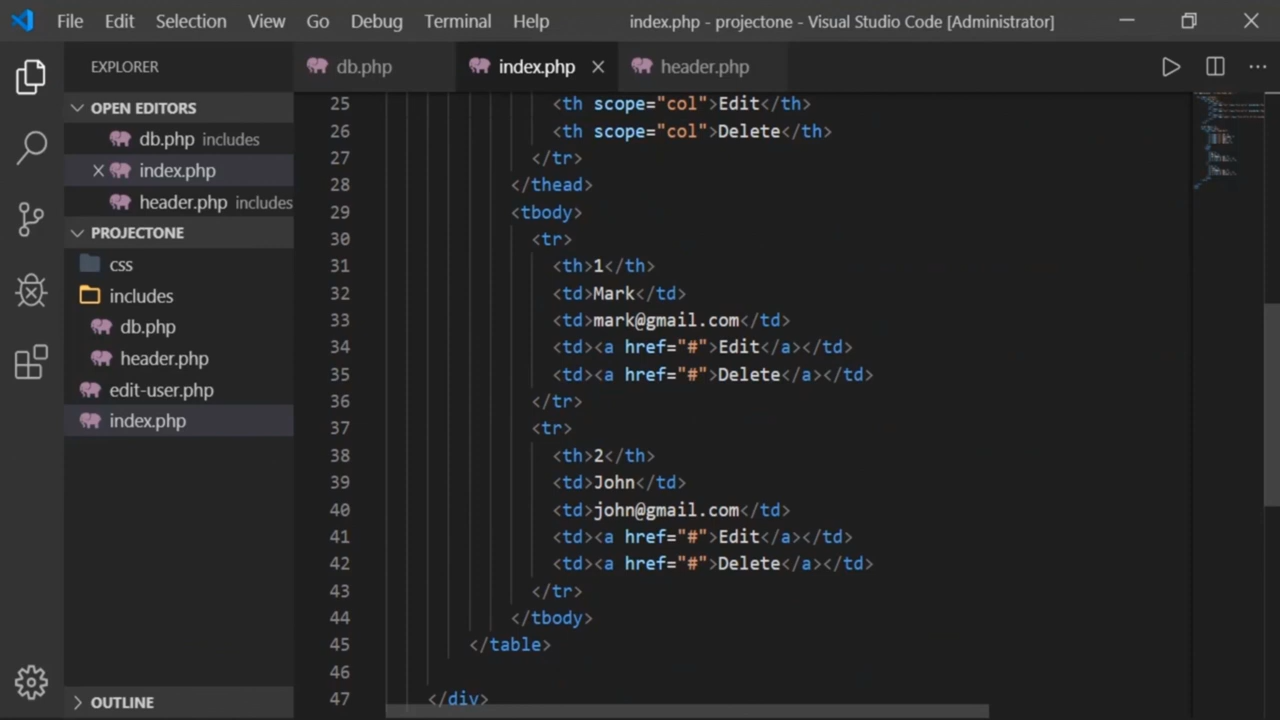 File Edit Selection View Go Debug Terminal Help index.php - projectone - Visual Studio Code [Administrator]
EXPLORER
db.php index.php header.php
OPEN EDITORS
db.php includes
index.php
header.php includes
PROJECTONE
css
includes
db.php
header.php
edit-user.php
index.php
OUTLINE
25 <th scope="col">Edit</th>
26 <th scope="col">Delete</th>
27 </tr>
28 </thead>
29 <tbody>
30 <tr>
31 <th>1</th>
32 <td>Mark</td>
33 <td>mark@gmail.com</td>
34 <td><a href="#">Edit</a></td>
35 <td><a href="#">Delete</a></td>
36 </tr>
37 <tr>
38 <th>2</th>
39 <td>John</td>
40 <td>john@gmail.com</td>
41 <td><a href="#">Edit</a></td>
42 <td><a href="#">Delete</a></td>
43 </tr>
44 </tbody>
45 </table>
46
47 </div>